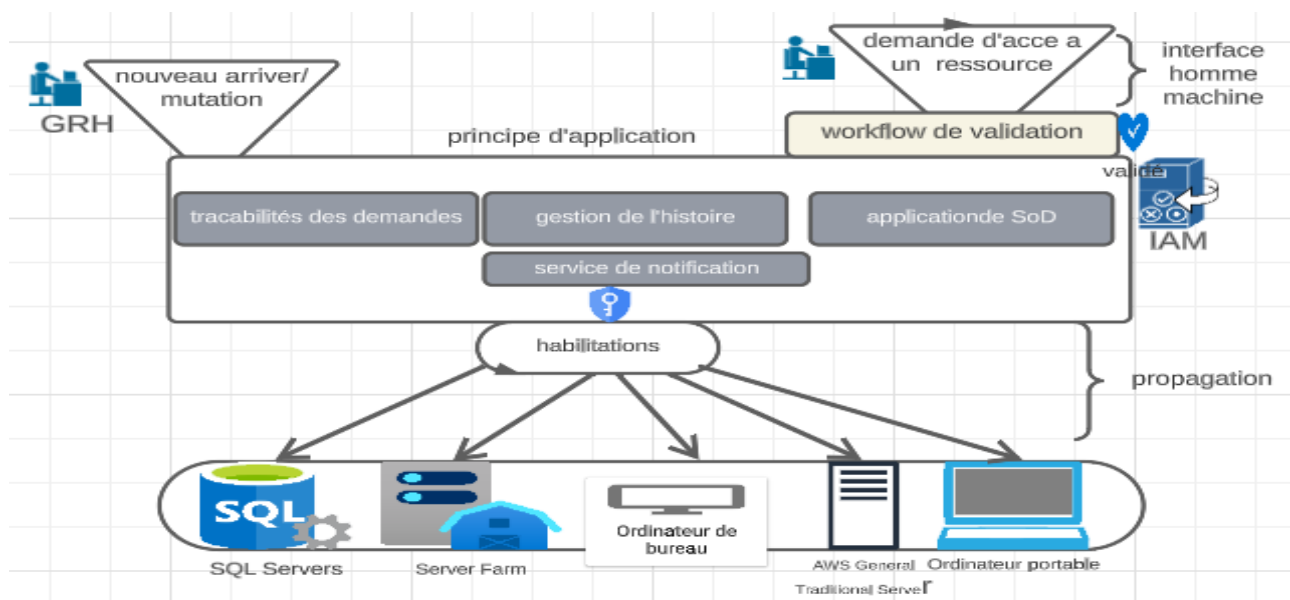 nouveau arriver/
mutation
GRH
demande d'acce a
un ressource
interface
homme
machine
principe d'application
workflow de validation
validé
IAM
tracabilités des demandes
gestion de l'histoire
applicationde SoD
service de notification
habilitations
propagation
SQL
SQL Servers
Server Farm
Ordinateur de
bureau
AWS General
Traditional Server
Ordinateur portable